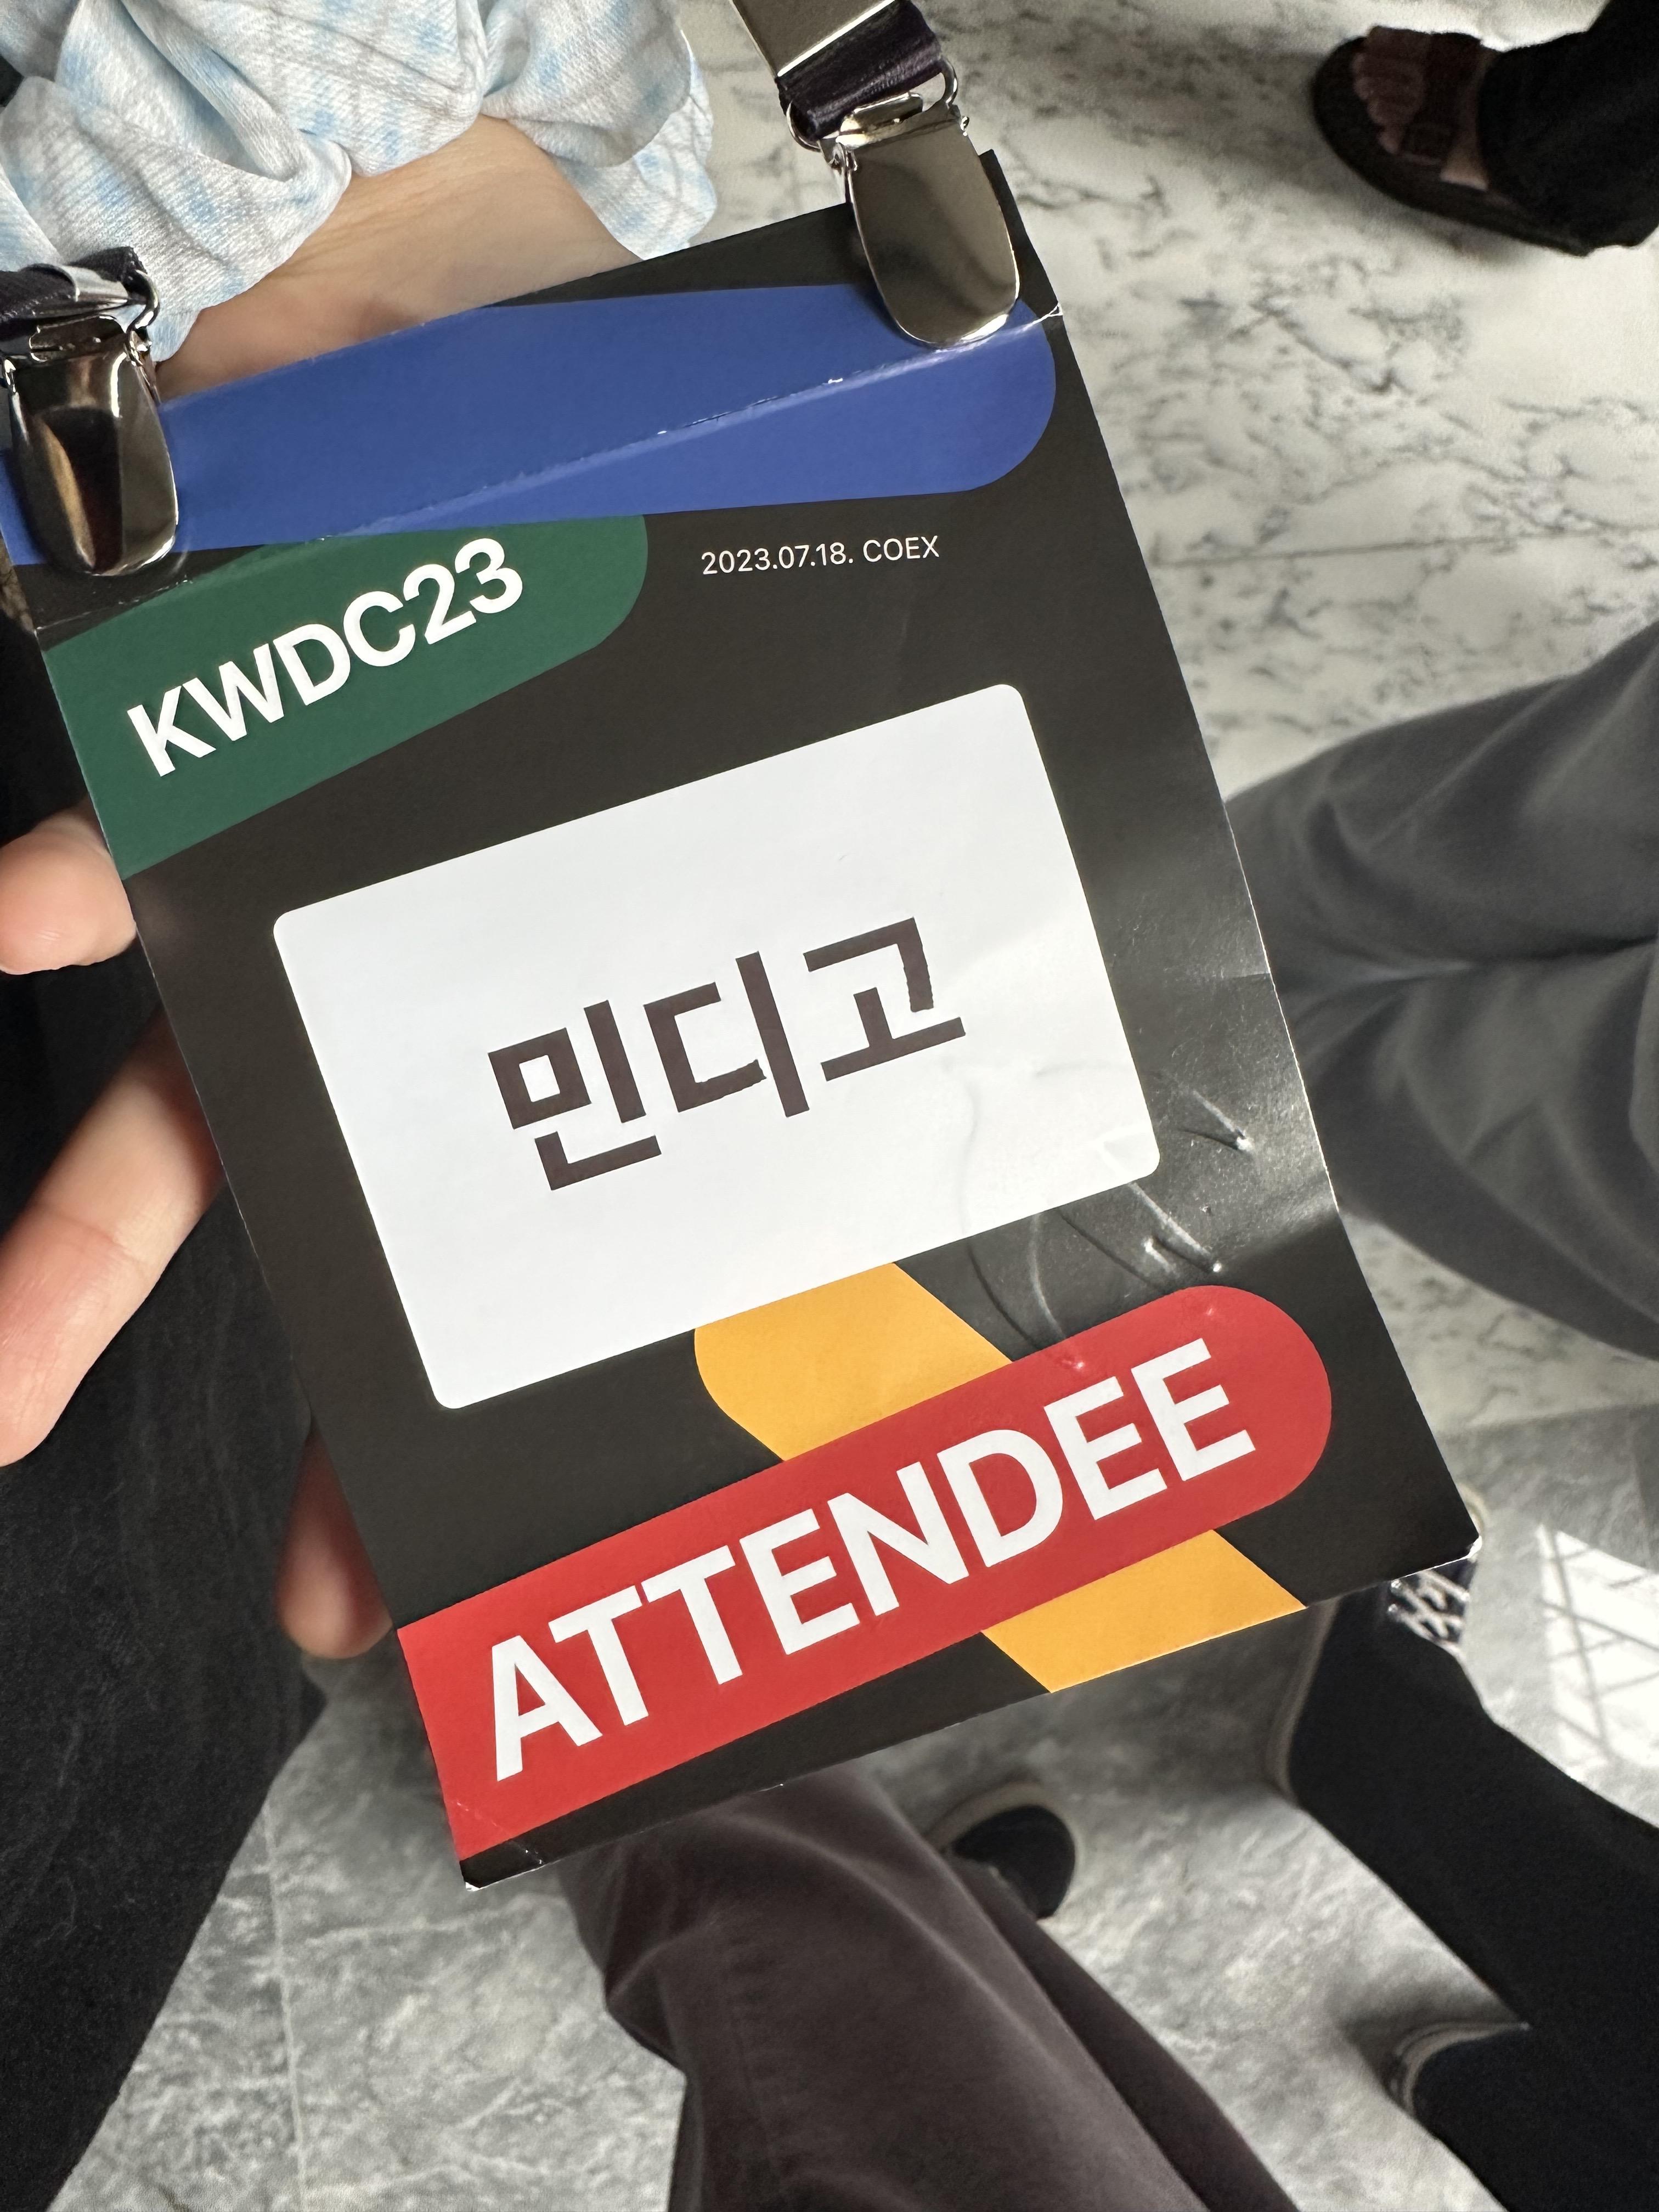 KWDC23
2023.07.18. COEX
민디고
ATTENDEE